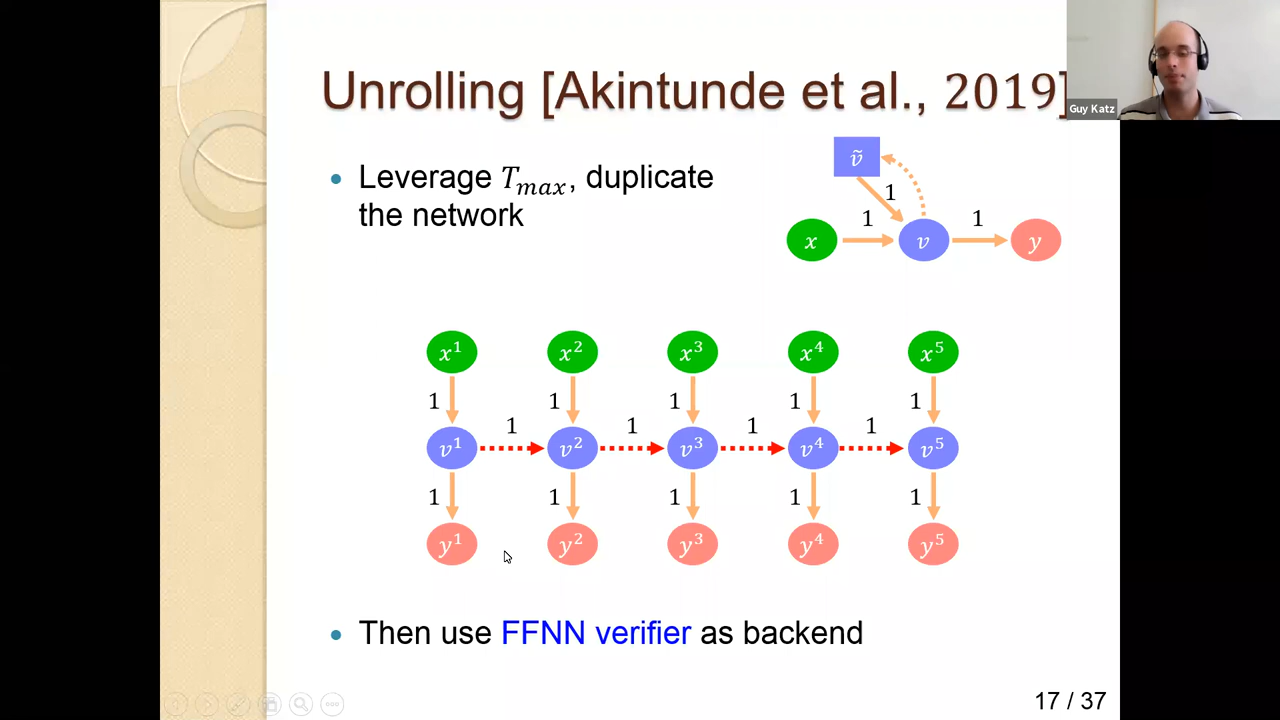 Unrolling [Akintunde et al., 2019]
Guy Katz
Leverage T_max, duplicate
the network
ṽ
1
1
1
x
v
y
x¹ x² x³ x⁴ x⁵
1 1 1 1 1
1 1 1 1
v¹ v² v³ v⁴ v⁵
1 1 1 1 1
y¹ y² y³ y⁴ y⁵
Then use FFNN verifier as backend
17 / 37